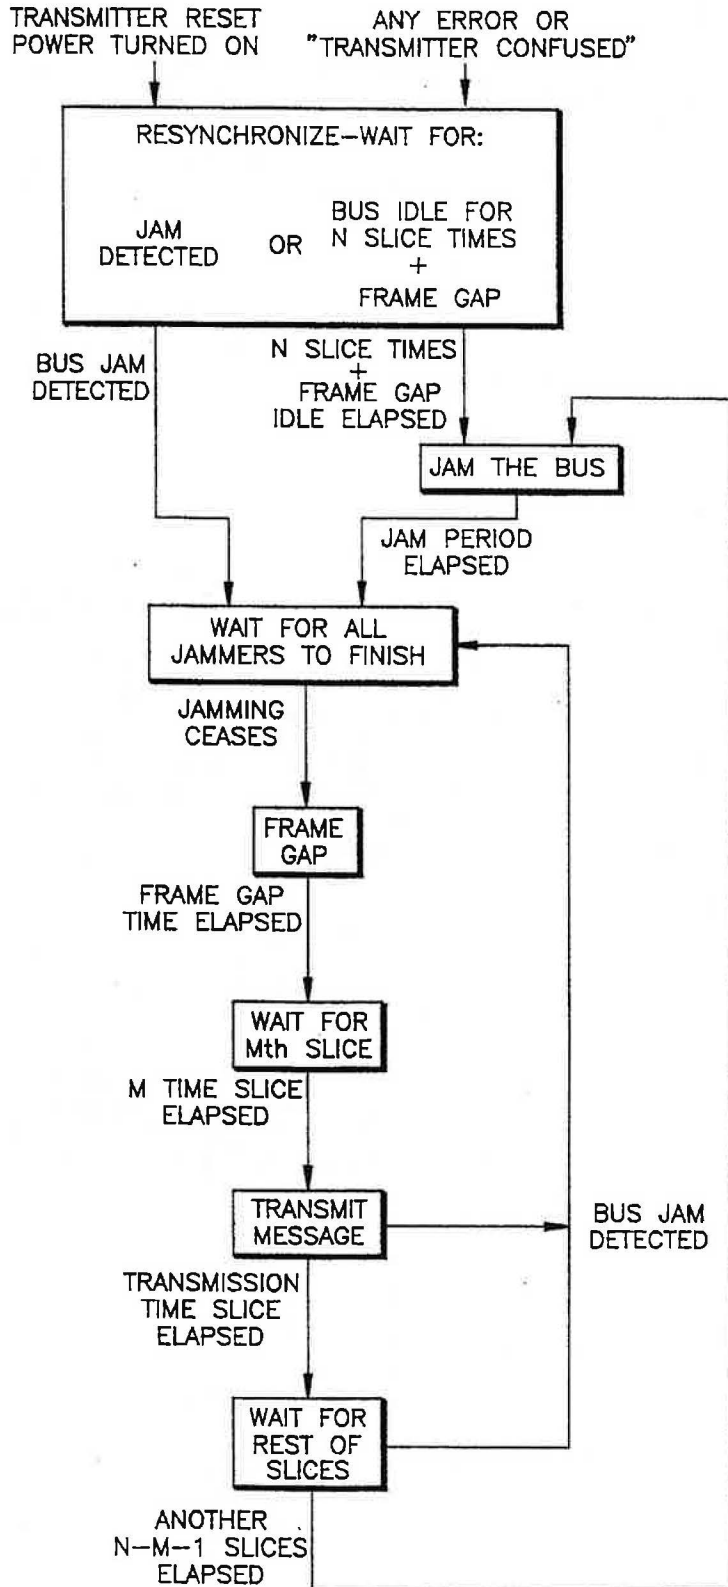 TRANSMITTER RESET
POWER TURNED ON
ANY ERROR OR
"TRANSMITTER CONFUSED"
RESYNCHRONIZE-WAIT FOR:
JAM
DETECTED
OR
BUS IDLE FOR
N SLICE TIMES
+
FRAME GAP
BUS JAM
DETECTED
N SLICE TIMES
+
FRAME GAP
IDLE ELAPSED
JAM THE BUS
JAM PERIOD
ELAPSED
WAIT FOR ALL
JAMMERS TO FINISH
JAMMING
CEASES
FRAME
GAP
FRAME GAP
TIME ELAPSED
WAIT FOR
Mth SLICE
M TIME SLICE
ELAPSED
TRANSMIT
MESSAGE
BUS JAM
DETECTED
TRANSMISSION
TIME SLICE
ELAPSED
WAIT FOR
REST OF
SLICES
ANOTHER
N-M-1 SLICES
ELAPSED